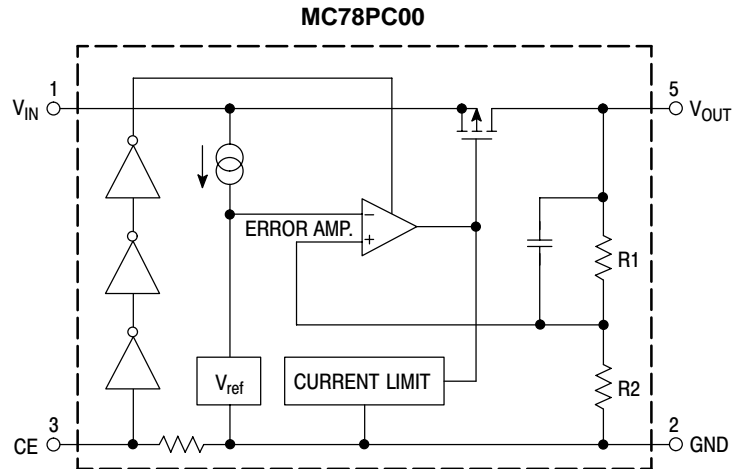 MC78PC00
1
V_IN
5
V_OUT
ERROR AMP.
−
+
R1
V_ref
CURRENT LIMIT
R2
3
CE
2
GND